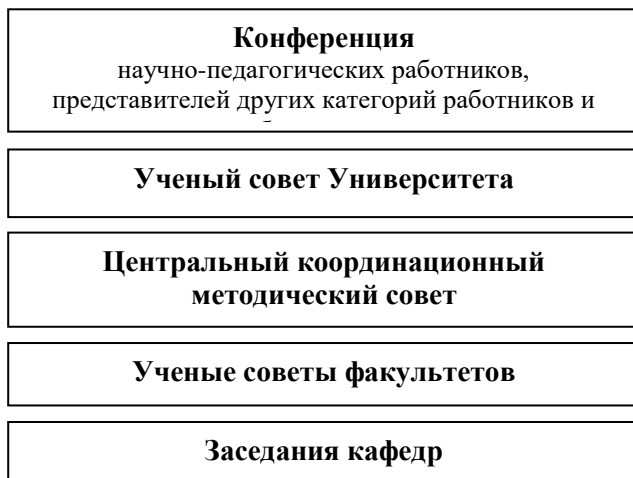 Конференция
научно-педагогических работников,
представителей других категорий работников и
Ученый совет Университета
Центральный координационный
методический совет
Ученые советы факультетов
Заседания кафедр